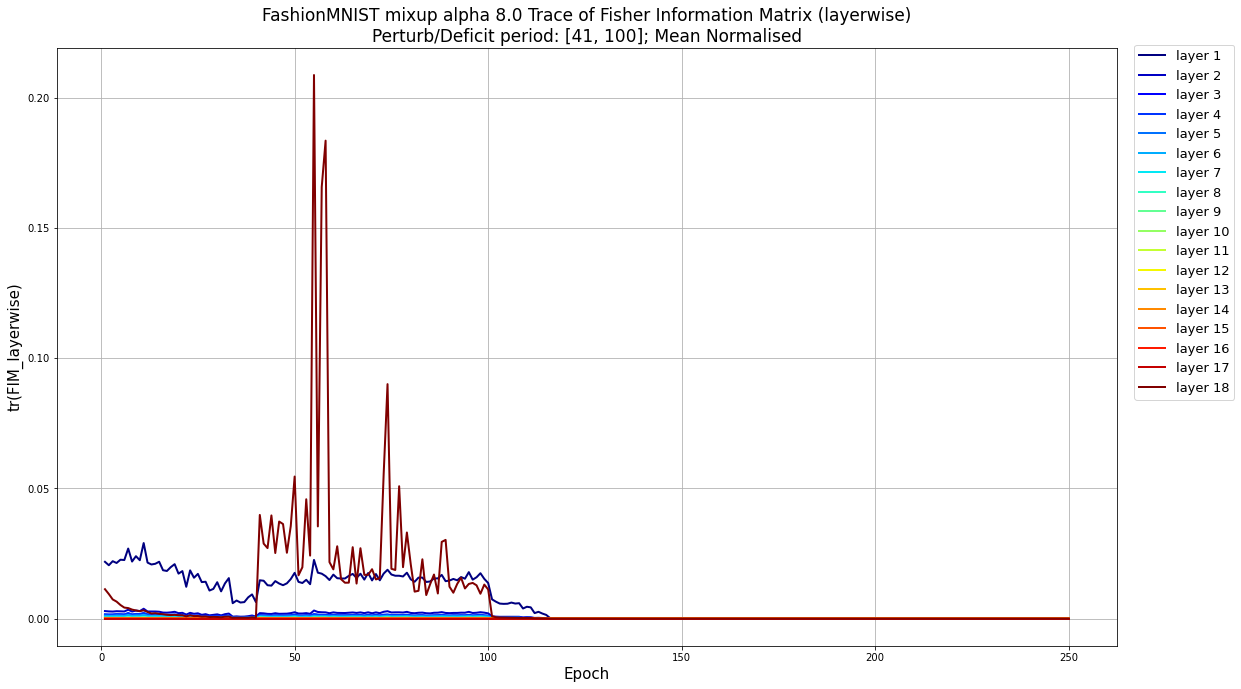 FashionMNIST mixup alpha 8.0 Trace of Fisher Information Matrix (layerwise)
Perturb/Deficit period: [41, 100]; Mean Normalised
tr(FIM_layerwise)
0.20
0.15
0.10
0.05
0.00
0
50
100
150
200
250
Epoch
layer 1
layer 2
layer 3
layer 4
layer 5
layer 6
layer 7
layer 8
layer 9
layer 10
layer 11
layer 12
layer 13
layer 14
layer 15
layer 16
layer 17
layer 18